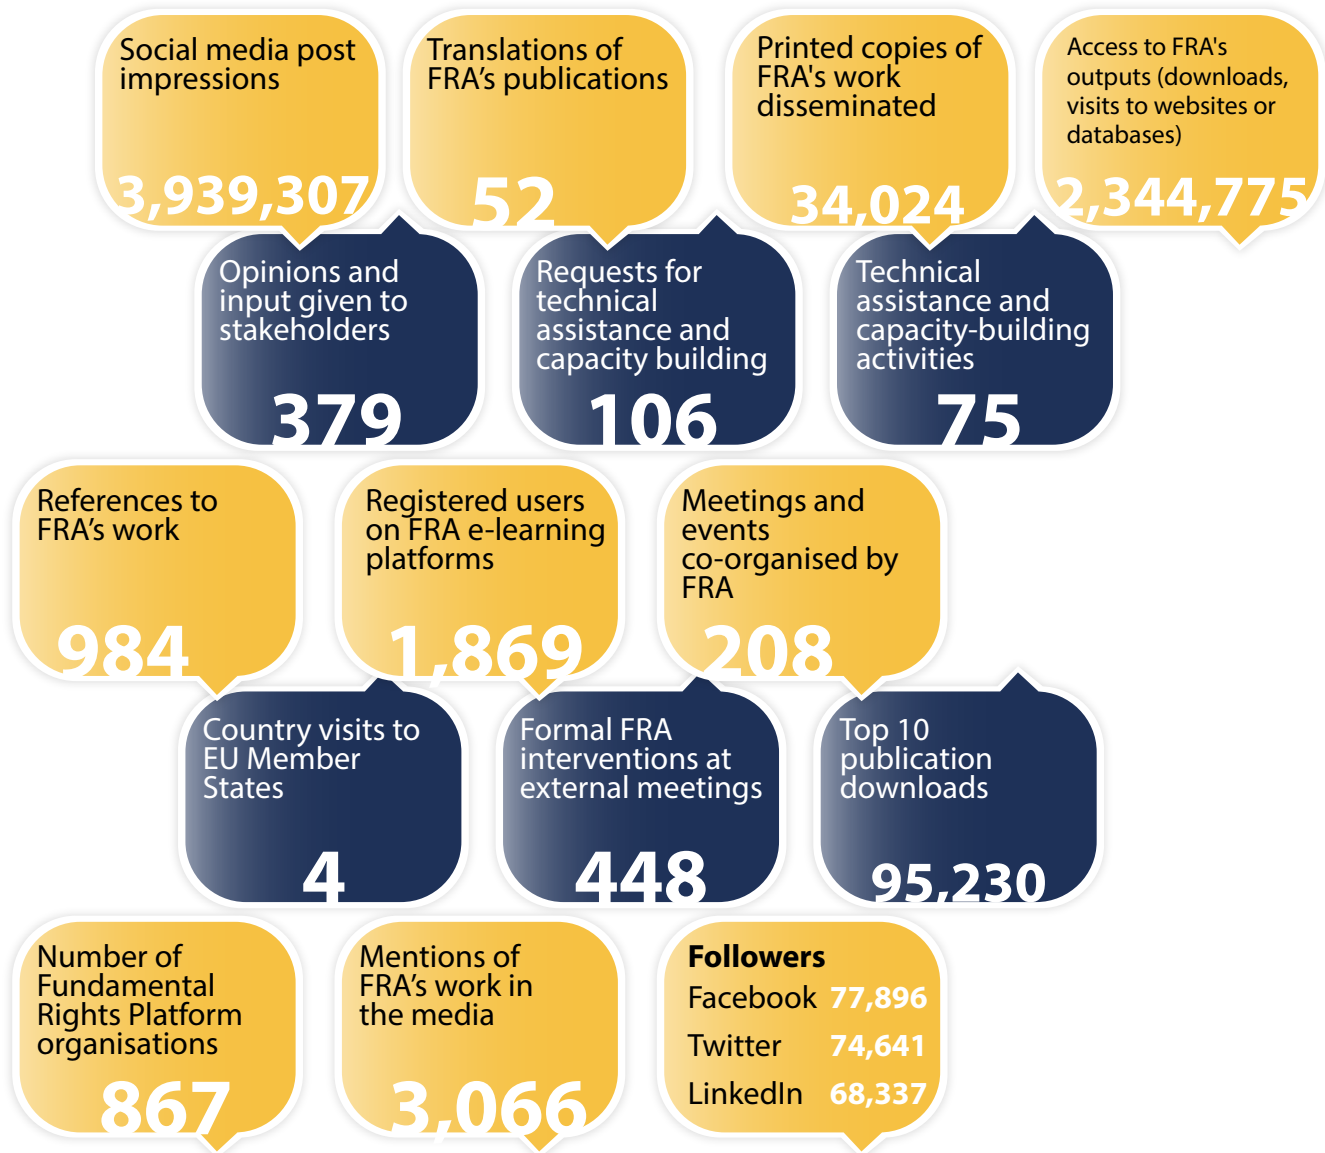 Social media post
impressions
3,939,307
Translations of
FRA’s publications
52
Printed copies of
FRA's work
disseminated
34,024
Access to FRA's
outputs (downloads,
visits to websites or
databases)
2,344,775
Opinions and
input given to
stakeholders
379
Requests for
technical
assistance and
capacity building
106
Technical
assistance and
capacity-building
activities
75
References to
FRA’s work
984
Registered users
on FRA e-learning
platforms
1,869
Meetings and
events
co-organised by
FRA
208
Country visits to
EU Member
States
4
Formal FRA
interventions at
external meetings
448
Top 10
publication
downloads
95,230
Number of
Fundamental
Rights Platform
organisations
867
Mentions of
FRA’s work in
the media
3,066
Followers
Facebook 77,896
Twitter 74,641
LinkedIn 68,337